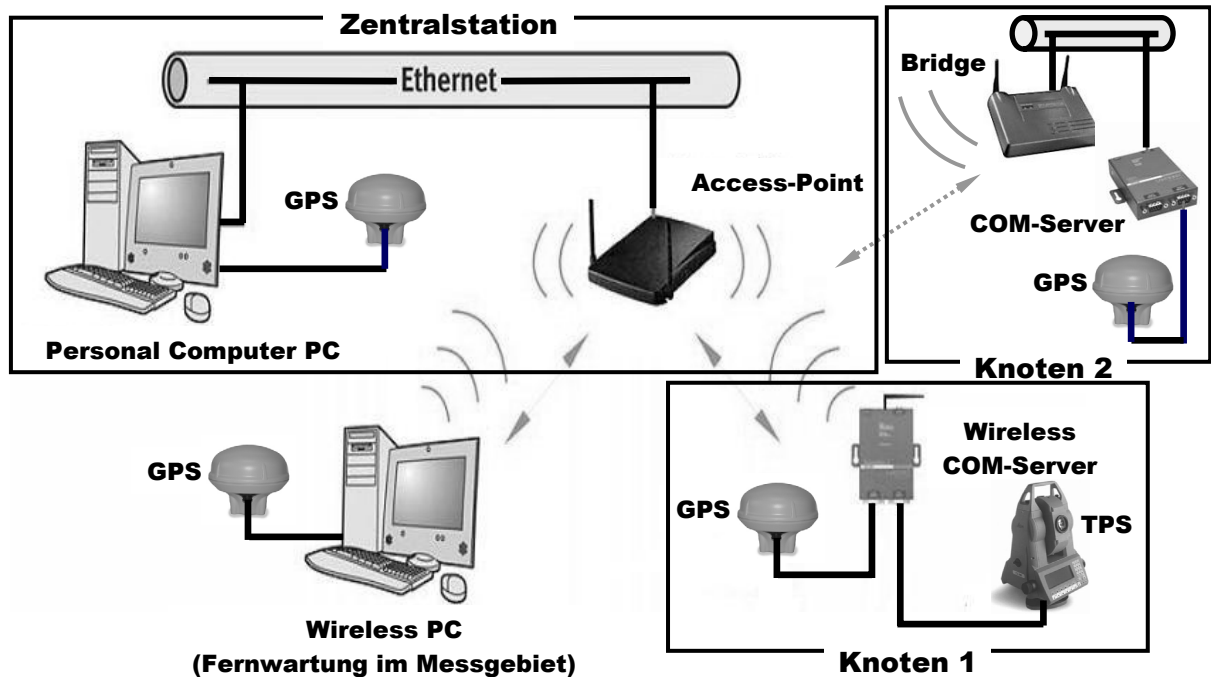 Zentralstation
Ethernet
GPS
Access-Point
Personal Computer PC
Bridge
COM-Server
GPS
Knoten 2
GPS
Wireless PC
(Fernwartung im Messgebiet)
Wireless
COM-Server
GPS
TPS
Knoten 1